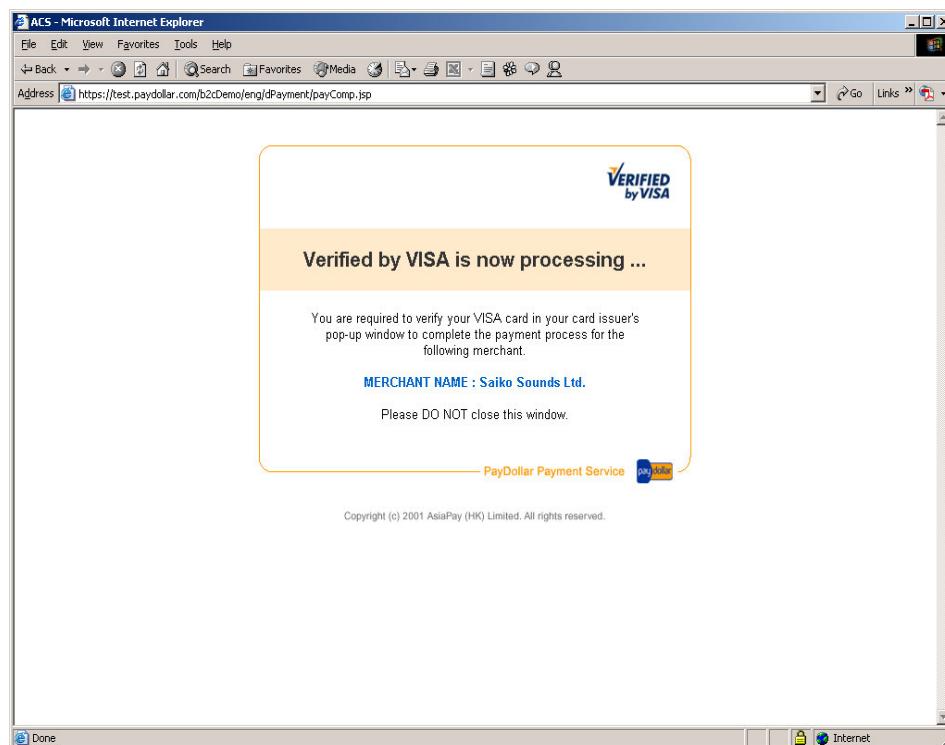 ACS - Microsoft Internet Explorer
File Edit View Favorites Tools Help
Back Search Favorites Media
Address https://test.paydollar.com/b2cDemo/eng/dPayment/payComp.jsp Go Links »
VERIFIED
by VISA
Verified by VISA is now processing ...
You are required to verify your VISA card in your card issuer's
pop-up window to complete the payment process for the
following merchant.
MERCHANT NAME : Saiko Sounds Ltd.
Please DO NOT close this window.
PayDollar Payment Service paydollar
Copyright (c) 2001 AsiaPay (HK) Limited. All rights reserved.
Done Internet